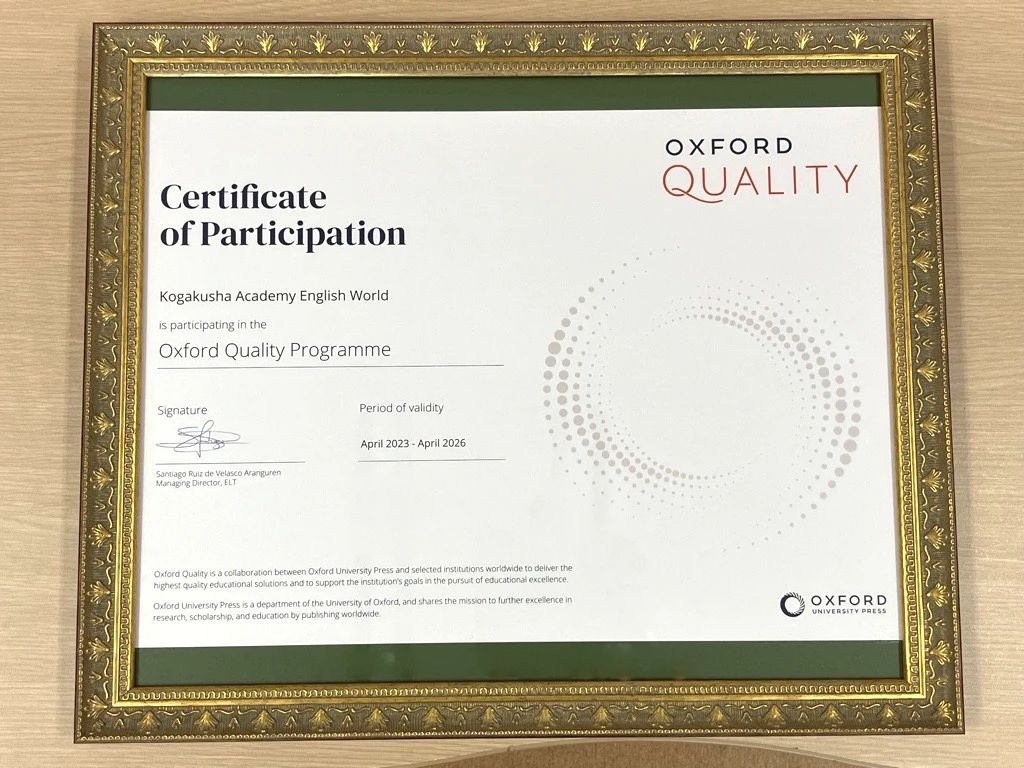 OXFORD
QUALITY
Certificate
of Participation
Kogakusha Academy English World
is participating in the
Oxford Quality Programme
Signature
Period of validity
April 2023 - April 2026
Santiago Ruiz de Velasco Aranguren
Managing Director, ELT
Oxford Quality is a collaboration between Oxford University Press and selected institutions worldwide to deliver the
highest quality educational solutions and to support the institution's goals in the pursuit of educational excellence.
Oxford University Press is a department of the University of Oxford, and shares the mission to further excellence in
research, scholarship, and education by publishing worldwide.
OXFORD
UNIVERSITY PRESS